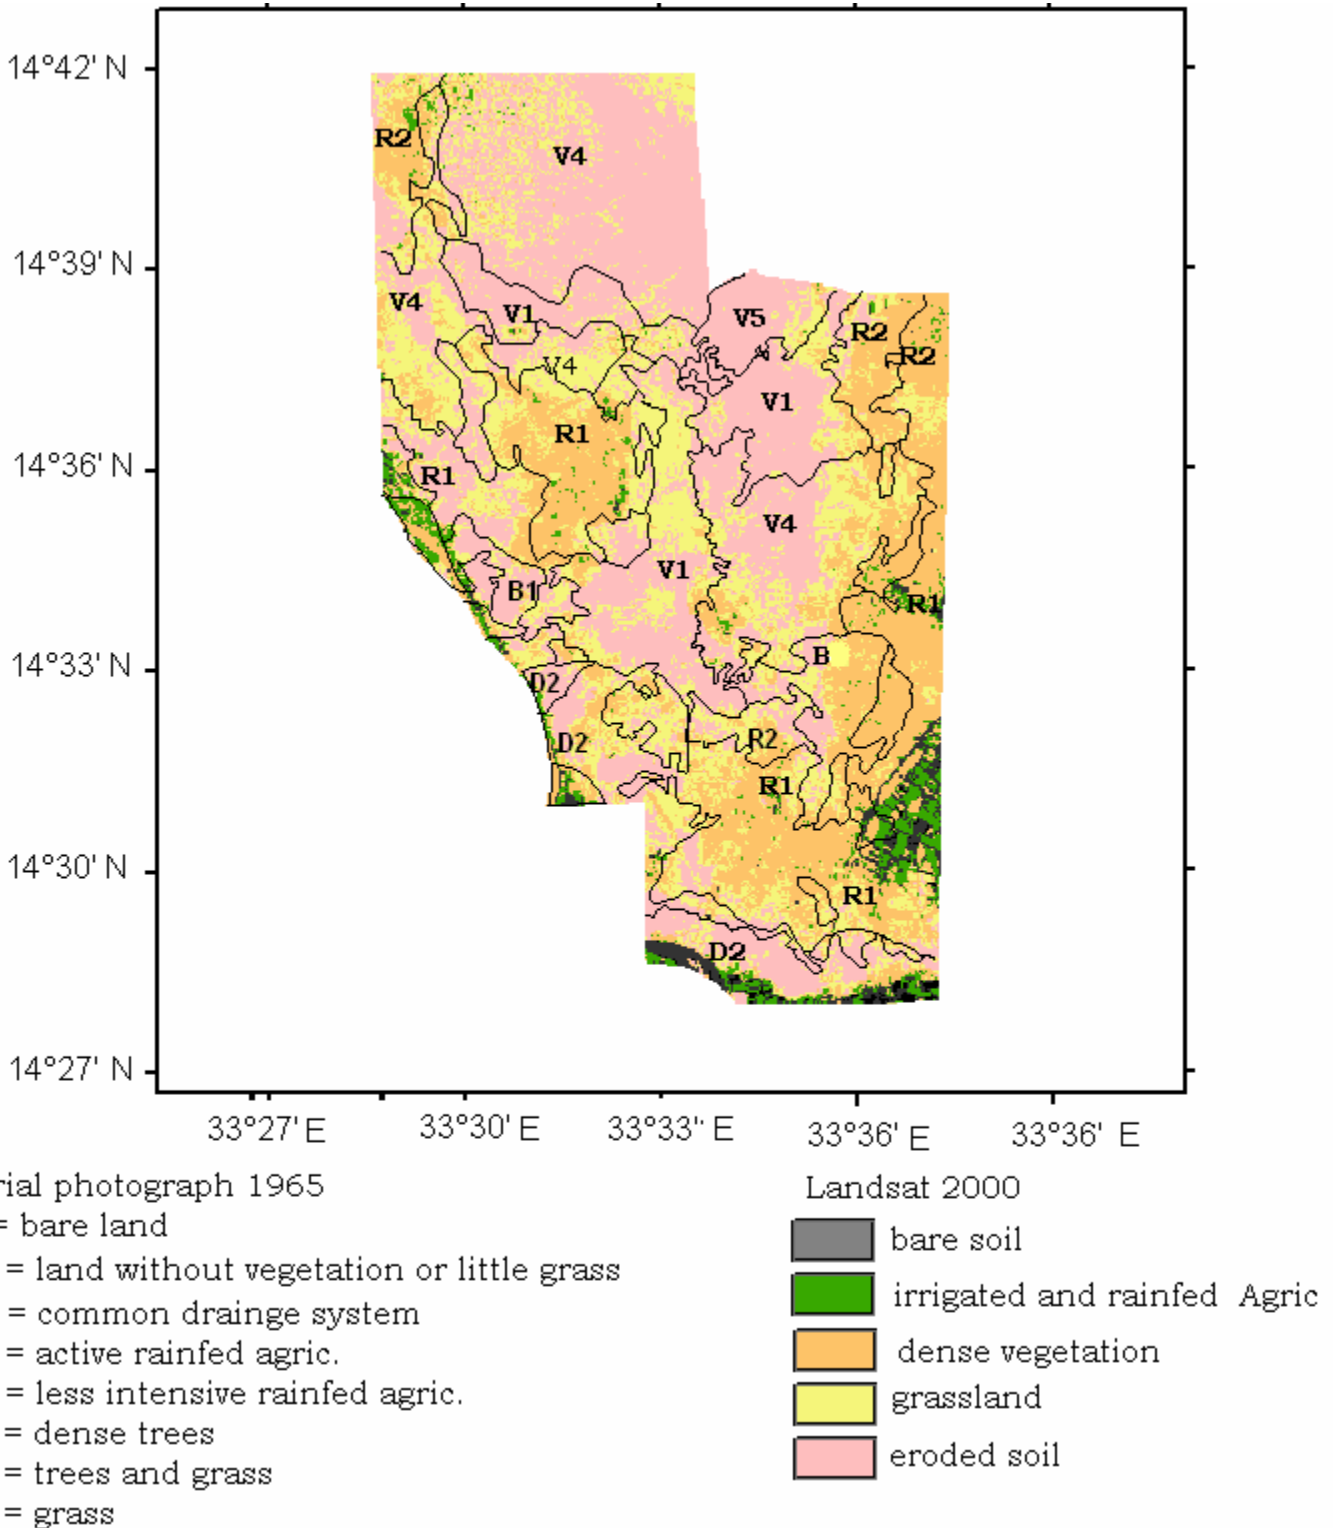 14°42' N
R2
V4
14°39' N
V4
V1
V5
R2
R2
V4
V1
R1
14°36' N
R1
V4
V1
B1
R1
B
14°33' N
D2
D2
R2
R1
14°30' N
R1
D2
14°27' N
33°27' E 33°30' E 33°33" E 33°36' E 33°36' E
rial photograph 1965
= bare land
= land without vegetation or little grass
= common drainge system
= active rainfed agric.
= less intensive rainfed agric.
= dense trees
= trees and grass
= grass
Landsat 2000
bare soil
irrigated and rainfed Agric
dense vegetation
grassland
eroded soil